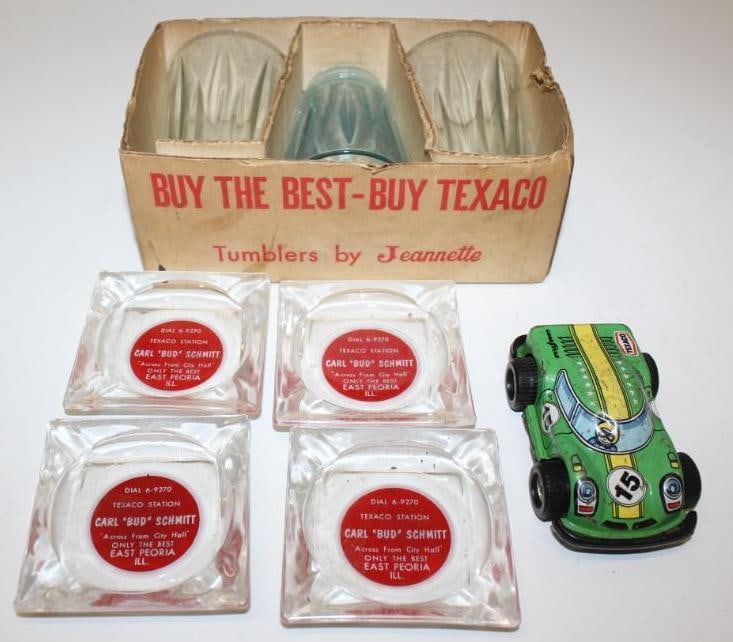 BUY THE BEST-BUY TEXACO
Tumblers by Jeannette
DIAL 6-9270
TEXACO STATION
CARL "BUD" SCHMITT
"Across From City Hall"
ONLY THE BEST
EAST PEORIA
ILL.
DIAL 6-9270
TEXACO STATION
CARL "BUD" SCHMITT
"Across From City Hall"
ONLY THE BEST
EAST PEORIA
ILL.
TEXACO
15
DIAL 6-9270
TEXACO STATION
CARL "BUD" SCHMITT
"Across From City Hall"
ONLY THE BEST
EAST PEORIA
ILL.
DIAL 6-9270
TEXACO STATION
CARL "BUD" SCHMITT
"Across From City Hall"
ONLY THE BEST
EAST PEORIA
ILL.